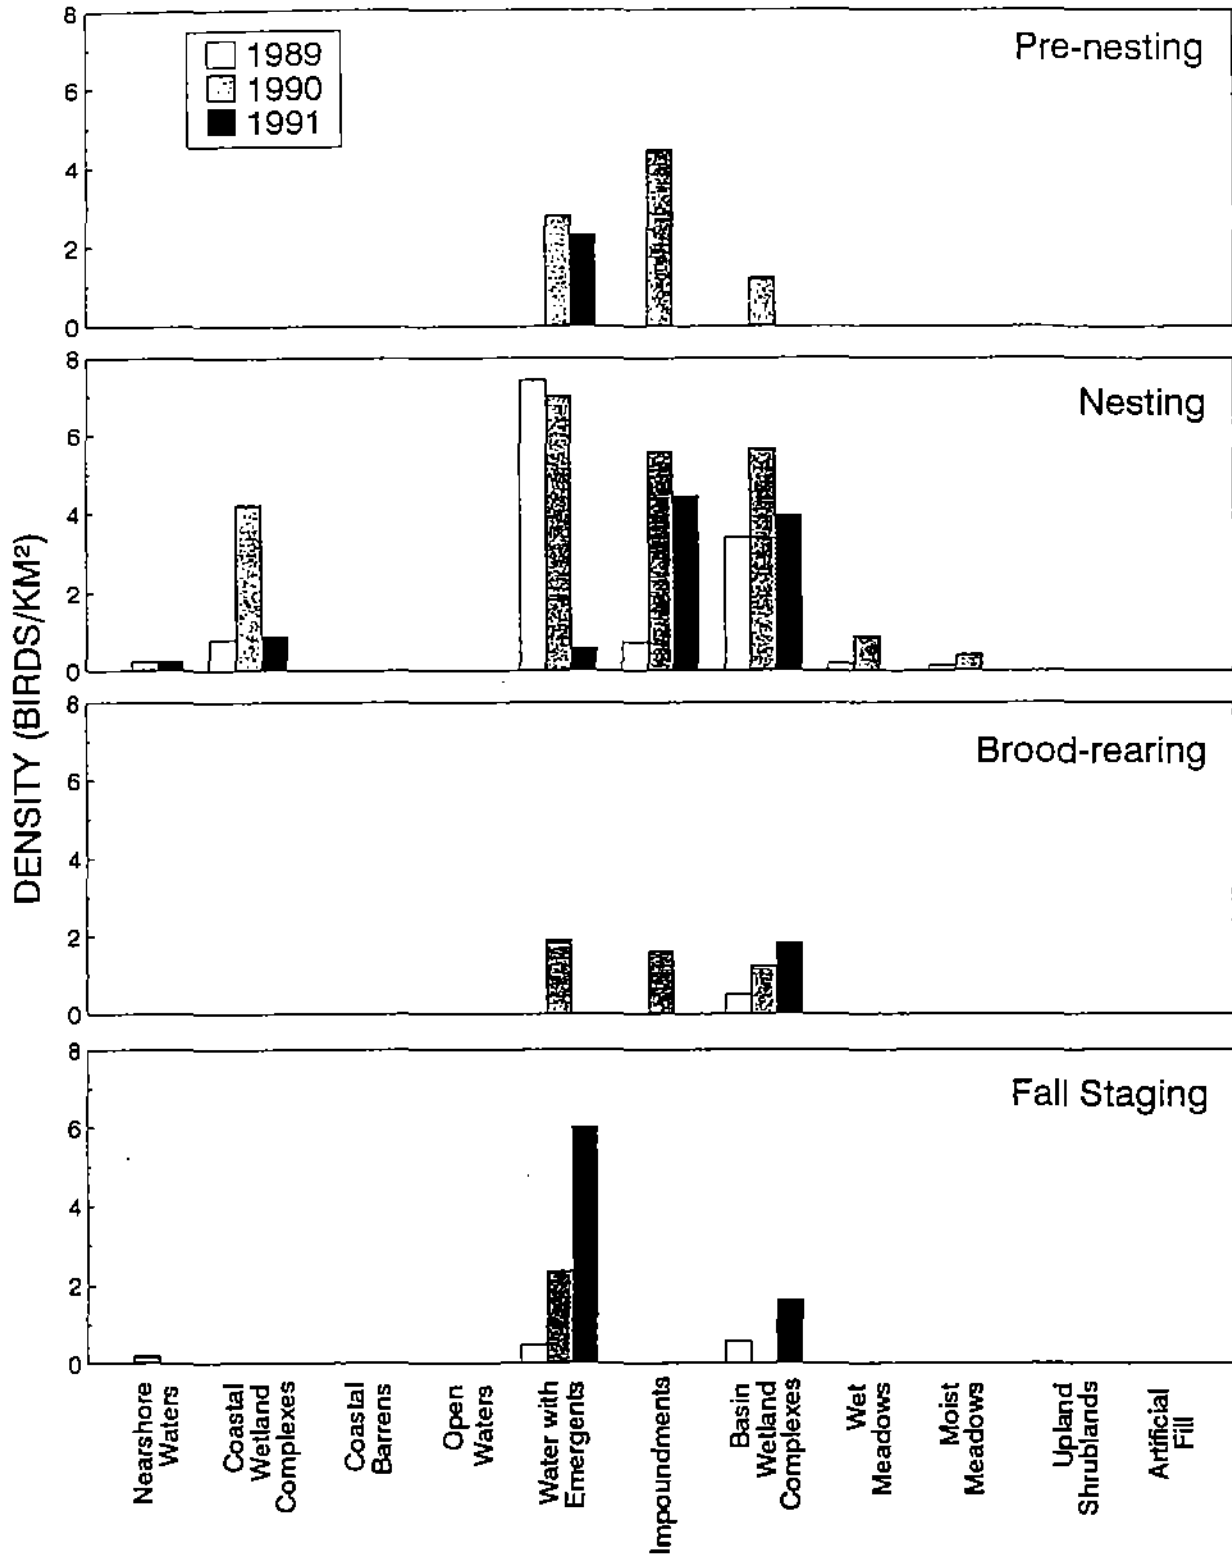 DENSITY (BIRDS/KM²)
8
6
4
2
0
1989
1990
1991
Pre-nesting
8
6
4
2
0
Nesting
8
6
4
2
0
Brood-rearing
8
6
4
2
0
Fall Staging
Nearshore
Waters
Coastal
Wetland
Complexes
Coastal
Barrens
Open
Waters
Water with
Emergents
Impoundments
Basin
Wetland
Complexes
Wet
Meadows
Moist
Meadows
Upland
Shrublands
Artificial
Fill